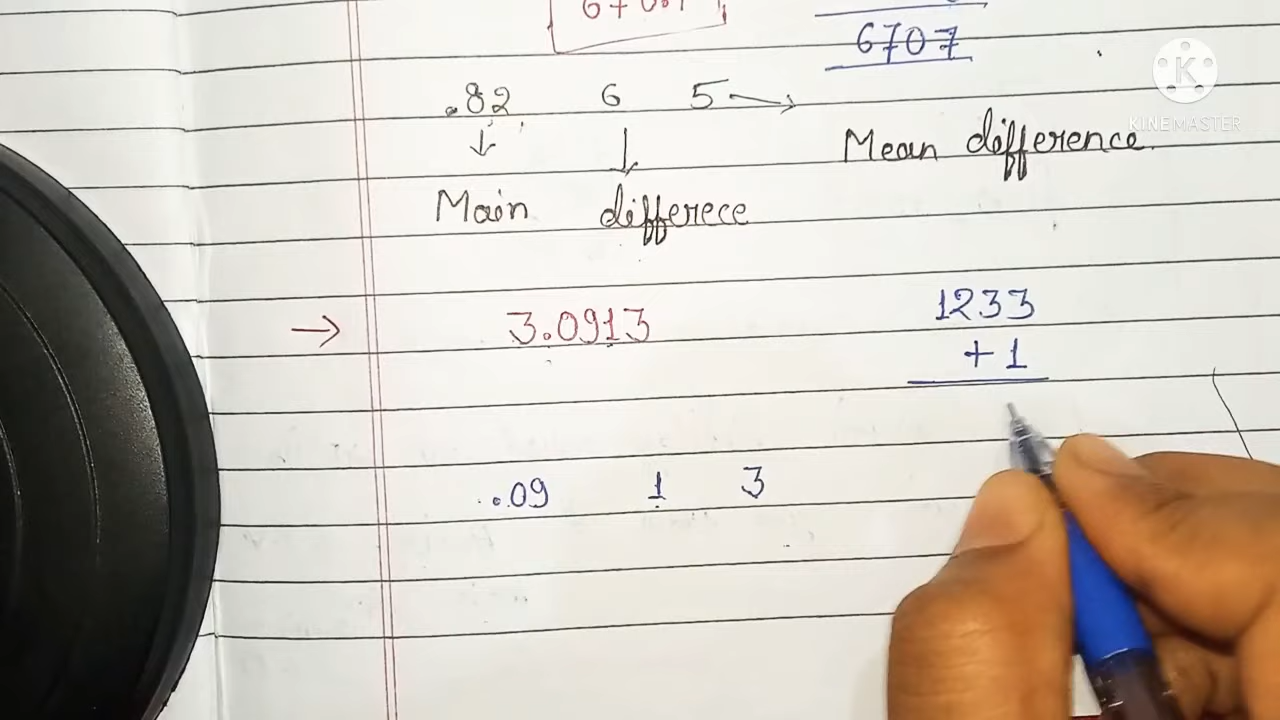 6707
.82 6 5 →
KINEMASTER
Mean difference.
Main differece
→ 3.0913
1233
+ 1
.09 1 3